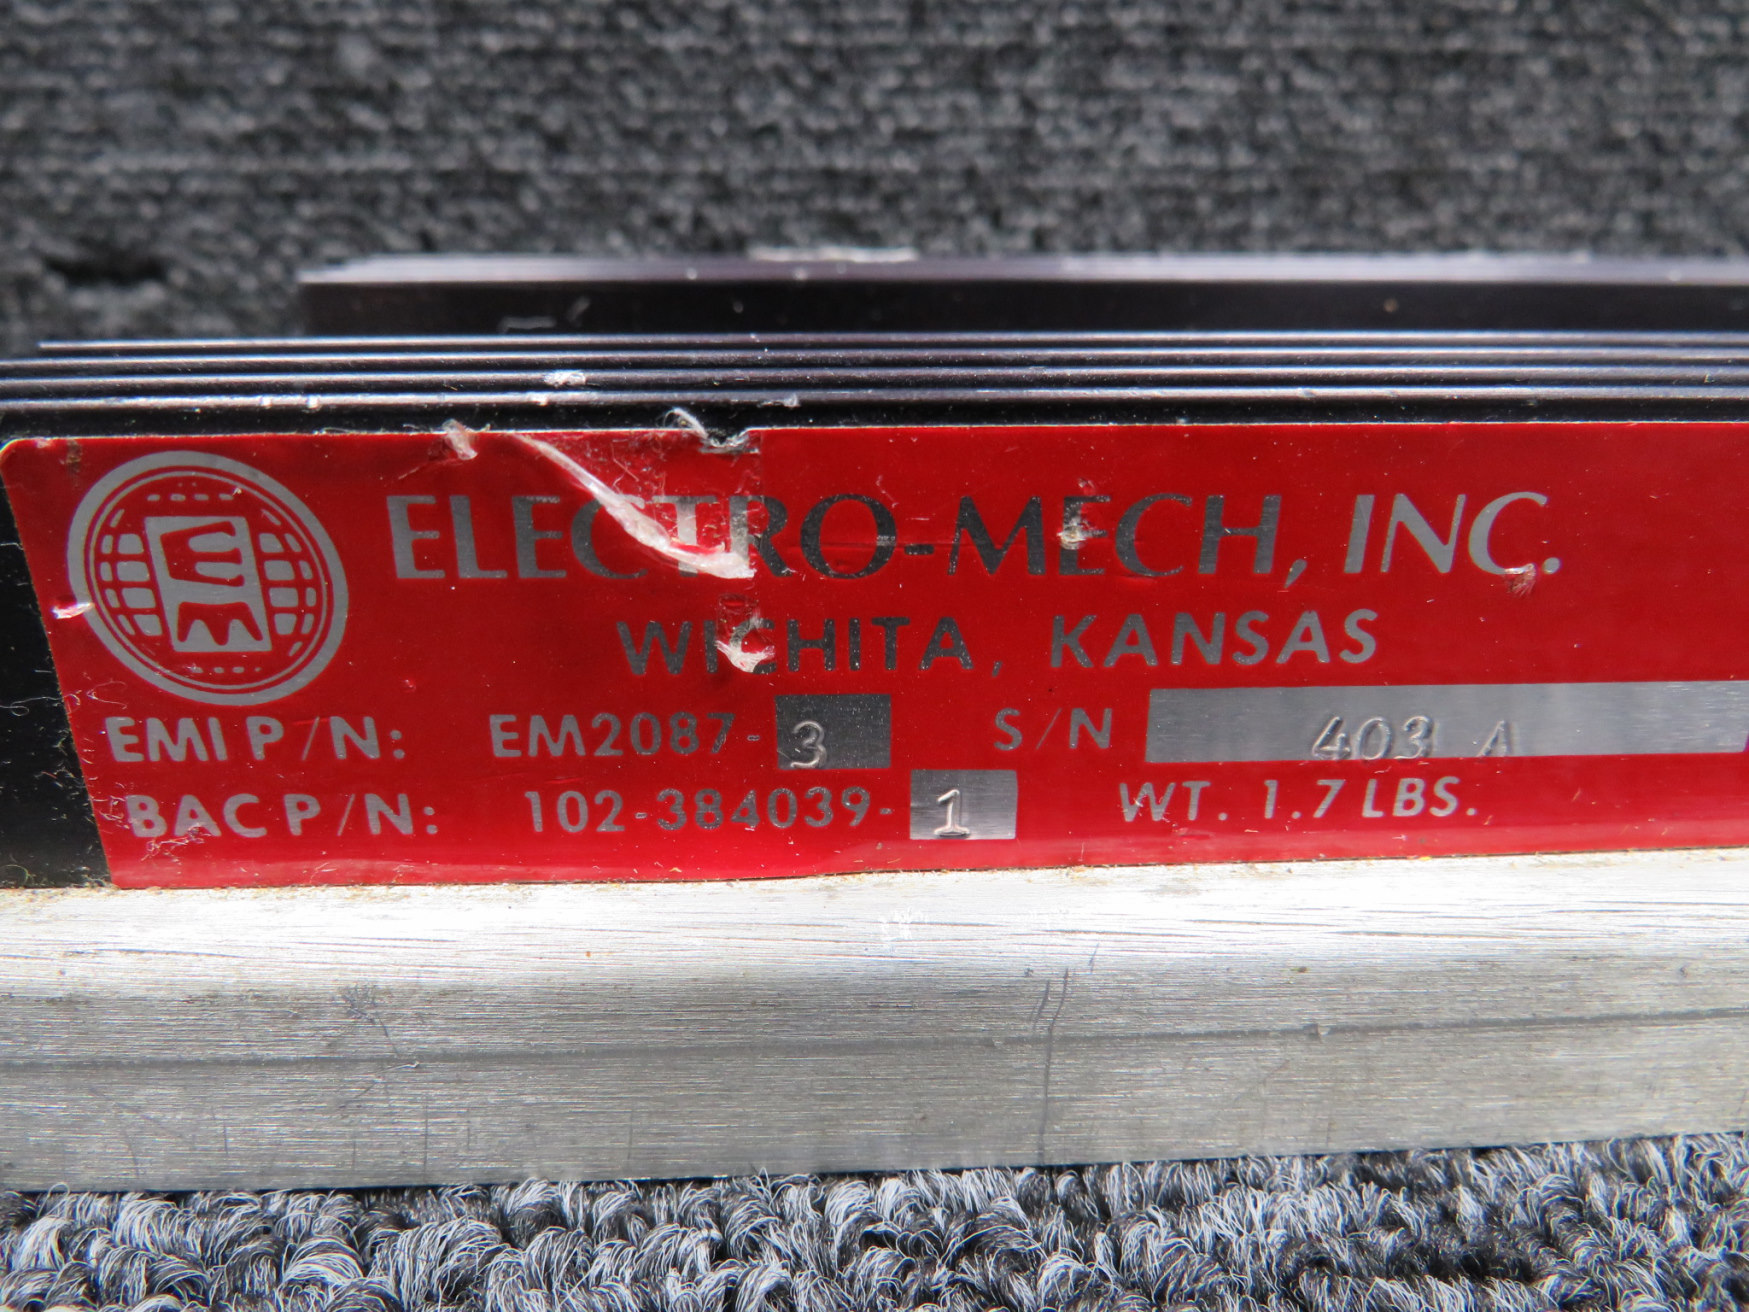 ELECTRO-MECH, INC.
WICHITA, KANSAS
EMI P/N: EM2087-3 S/N 403 A
BAC P/N: 102-384039-1 WT. 1.7 LBS.